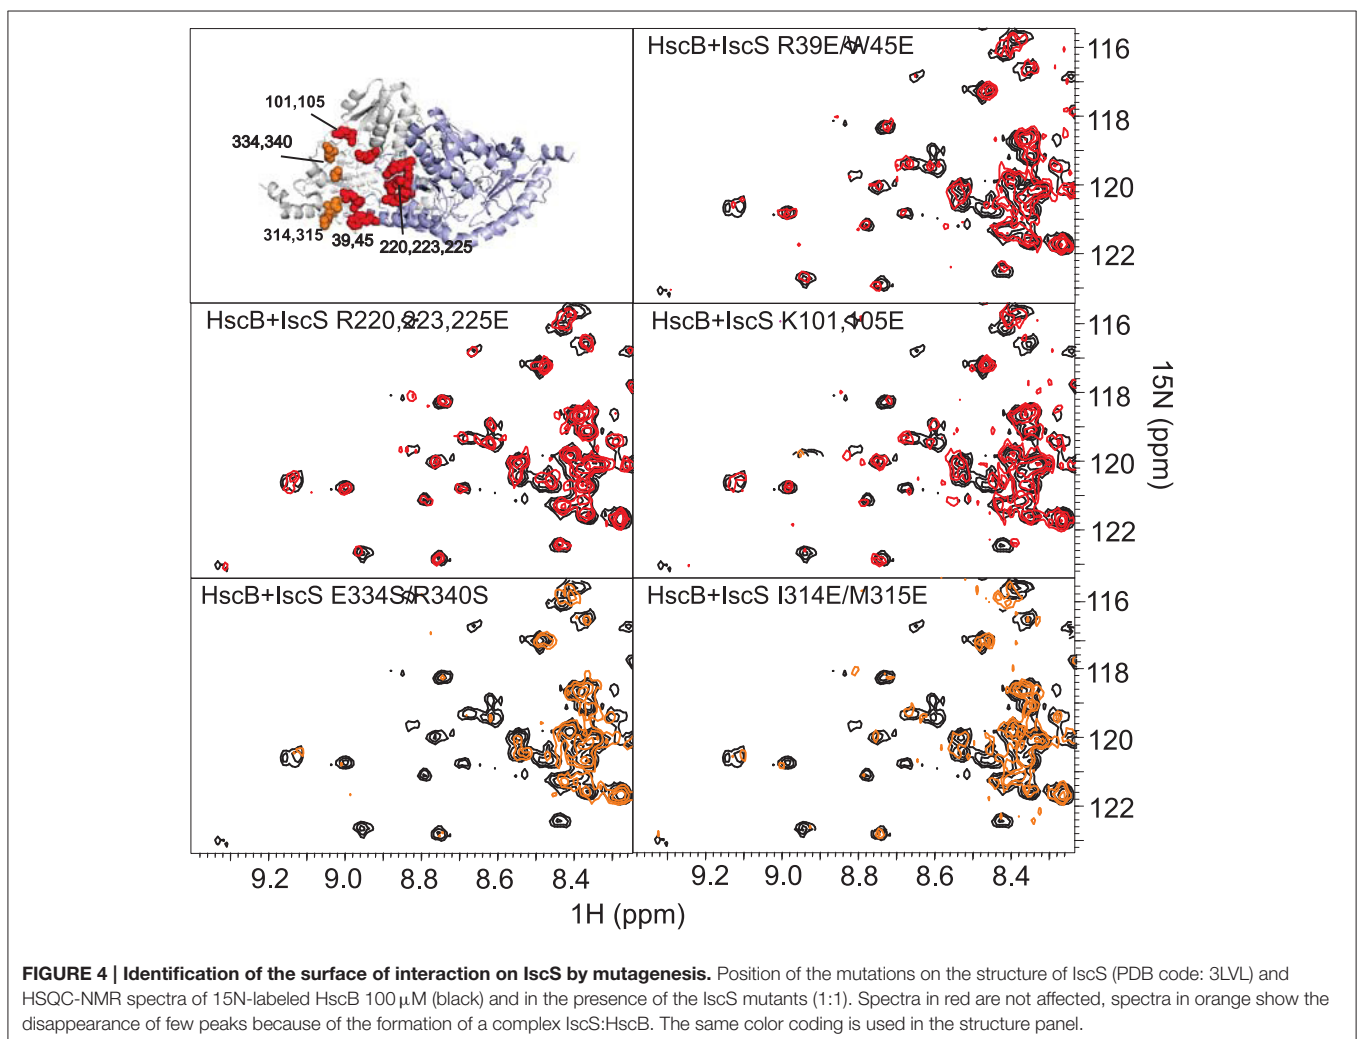 101,105
334,340
314,315
39,45
220,223,225
HscB+IscS R39E/W45E
116
118
120
122
HscB+IscS R220,223,225E
HscB+IscS K101,105E
116
118
120
122
15N (ppm)
HscB+IscS E334S/R340S
HscB+IscS I314E/M315E
116
118
120
122
9.2 9.0 8.8 8.6 8.4
9.2 9.0 8.8 8.6 8.4
1H (ppm)
FIGURE 4 | Identification of the surface of interaction on IscS by mutagenesis. Position of the mutations on the structure of IscS (PDB code: 3LVL) and
HSQC-NMR spectra of 15N-labeled HscB 100 μM (black) and in the presence of the IscS mutants (1:1). Spectra in red are not affected, spectra in orange show the
disappearance of few peaks because of the formation of a complex IscS:HscB. The same color coding is used in the structure panel.